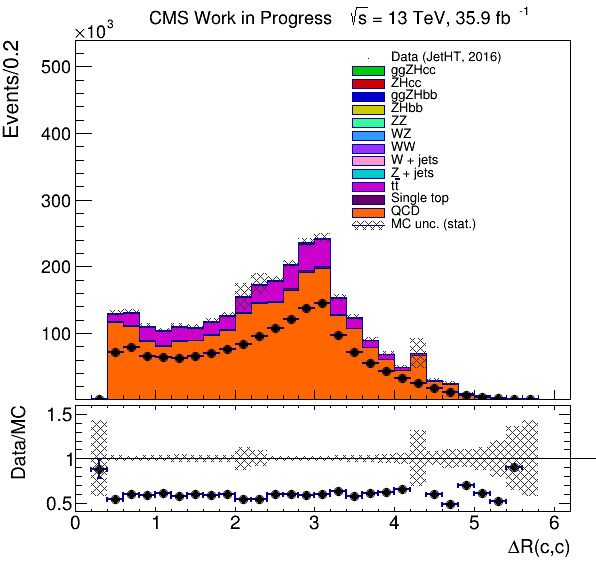 CMS Work in Progress √s = 13 TeV, 35.9 fb⁻¹
×10³
Events/0.2
500
400
300
200
100
Data (JetHT, 2016)
ggZHcc
ZHcc
ggZHbb
ZHbb
ZZ
WZ
WW
W + jets
Z + jets
tt̄
Single top
QCD
MC unc. (stat.)
Data/MC
1.5
1
0.5
0 1 2 3 4 5 6
ΔR(c,c)